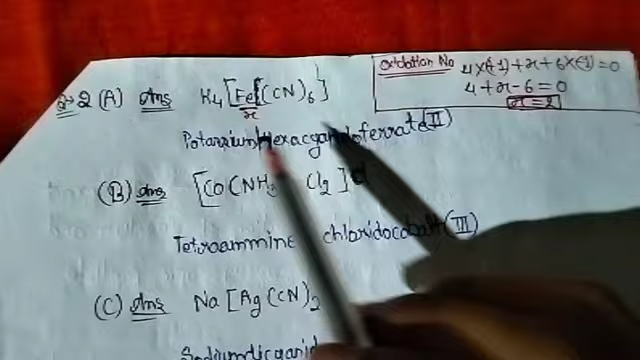 Q.2 (A) Ans K4 [Fe(CN)6]
x
Oxidation No 4×(+1)+x+6×(-1)=0
4+x-6=0
x=2
Potassium Hexacyanidoferrate(II)
(B) Ans [Co(NH3 Cl2]Cl
Tetraammine chloridocobalt(III)
(C) Ans Na [Ag(CN)2